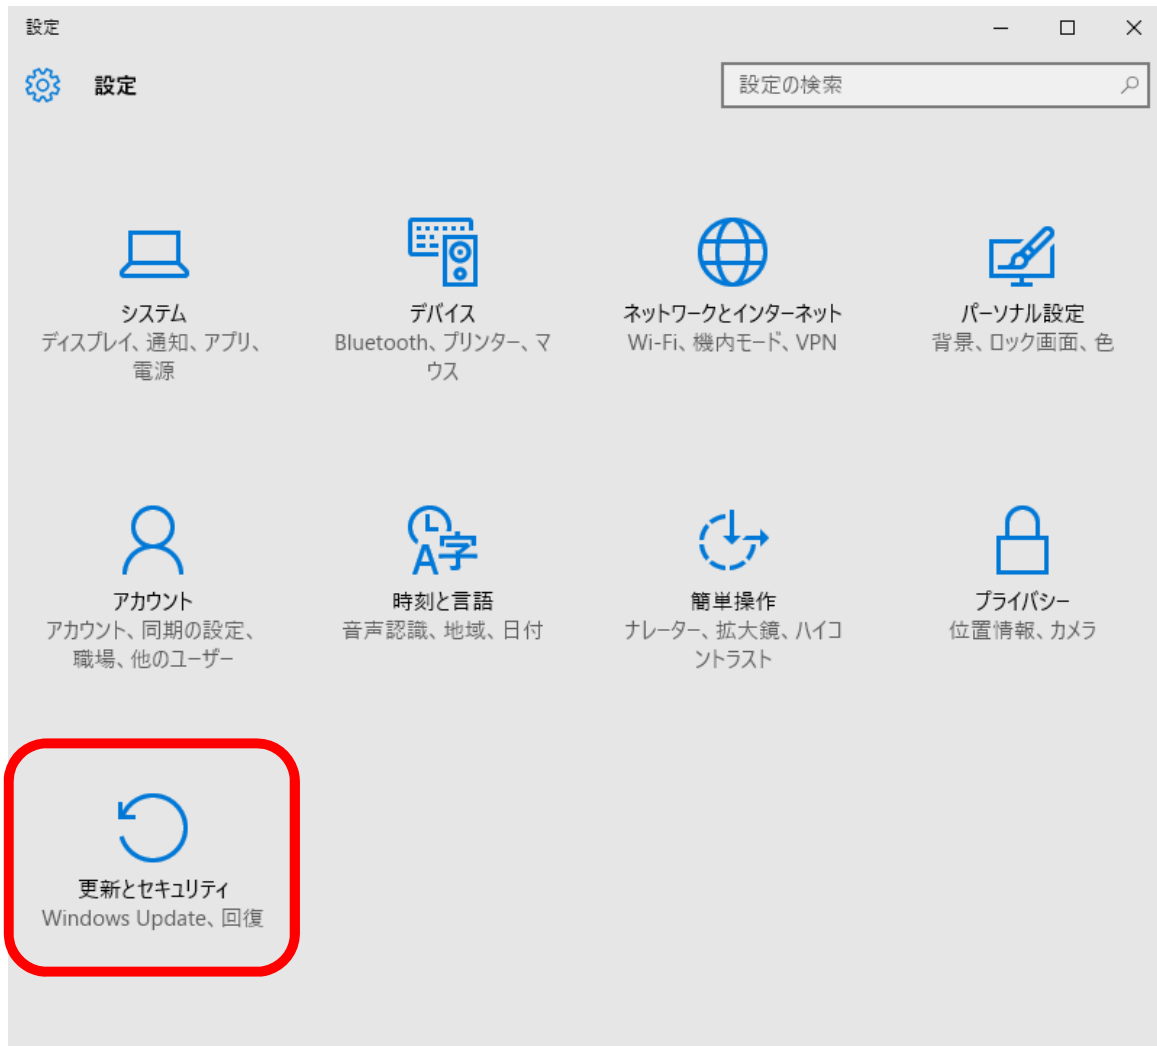 設定
設定
設定の検索
システム
ディスプレイ、通知、アプリ、
電源
デバイス
Bluetooth、プリンター、マ
ウス
ネットワークとインターネット
Wi-Fi、機内モード、VPN
パーソナル設定
背景、ロック画面、色
アカウント
アカウント、同期の設定、
職場、他のユーザー
A字
時刻と言語
音声認識、地域、日付
簡単操作
ナレーター、拡大鏡、ハイコ
ントラスト
プライバシー
位置情報、カメラ
更新とセキュリティ
Windows Update、回復